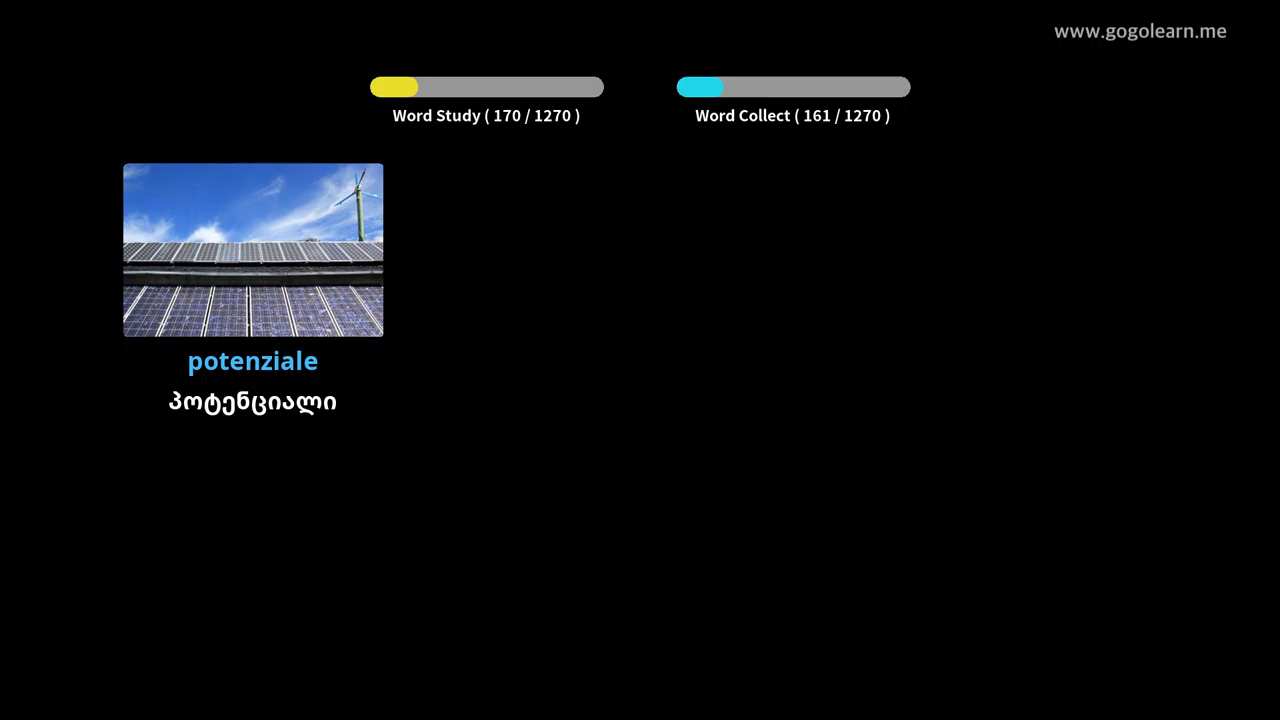 www.gogolearn.me
Word Study ( 170 / 1270 )
Word Collect ( 161 / 1270 )
potenziale
პოტენციალი